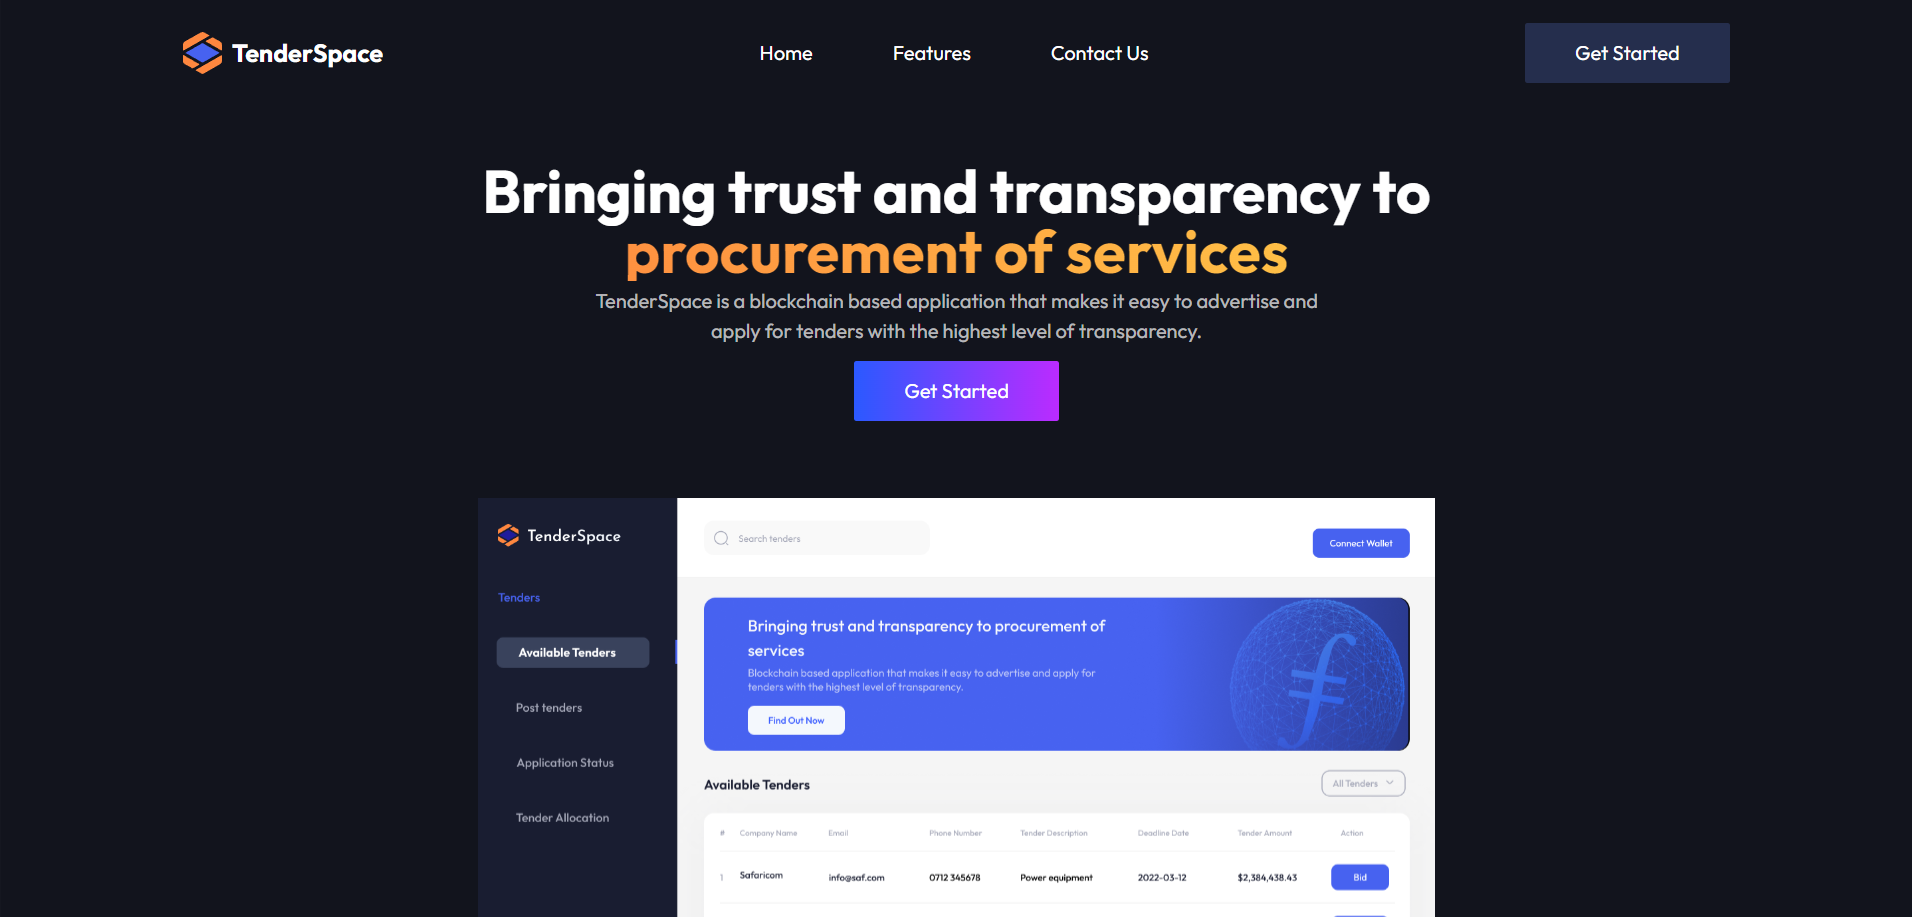 TenderSpace
Home
Features
Contact Us
Get Started
Bringing trust and transparency to
procurement of services
TenderSpace is a blockchain based application that makes it easy to advertise and
apply for tenders with the highest level of transparency.
Get Started
TenderSpace
Tenders
Available Tenders
Post tenders
Application Status
Tender Allocation
Search tenders
Connect Wallet
Bringing trust and transparency to procurement of
services
Blockchain based application that makes it easy to advertise and apply for
tenders with the highest level of transparency.
Find Out Now
Available Tenders
All Tenders
# Company Name Email Phone Number Tender Description Deadline Date Tender Amount Action
1 Safaricom info@saf.com 0712 345678 Power equipment 2022-03-12 $2,384,438.43 Bid